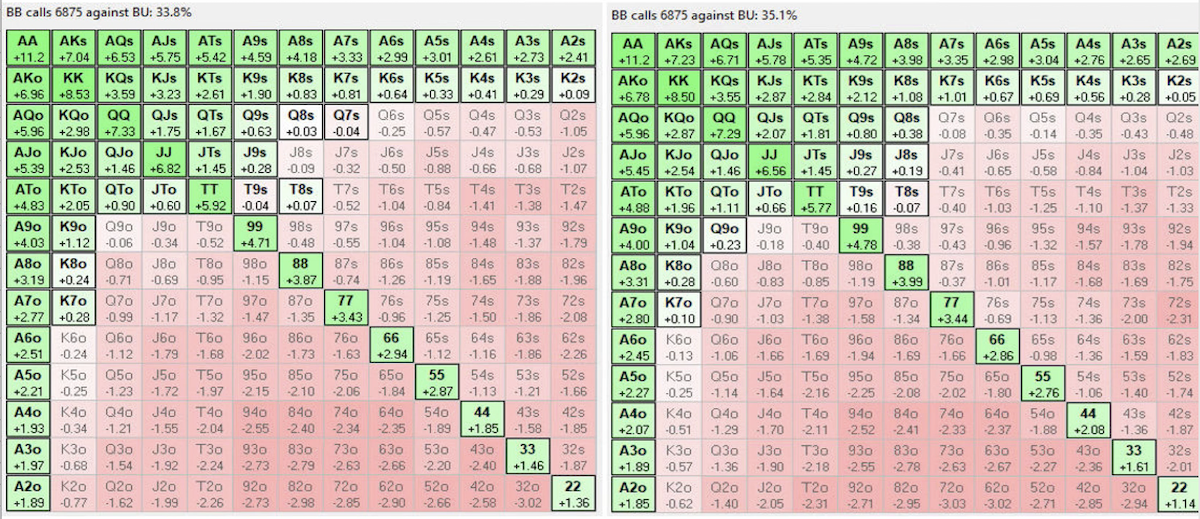 BB calls 6875 against BU: 33.8%
AA AKs AQs AJs ATs A9s A8s A7s A6s A5s A4s A3s A2s
+11.2 +7.04 +6.53 +5.75 +5.42 +4.59 +4.18 +3.33 +2.99 +3.01 +2.61 +2.73 +2.41
AKo KK KQs KJs KTs K9s K8s K7s K6s K5s K4s K3s K2s
+6.96 +8.53 +3.59 +3.23 +2.61 +1.90 +0.83 +0.81 +0.64 +0.33 +0.41 +0.29 +0.09
AQo KQo QQ QJs QTs Q9s Q8s Q7s Q6s Q5s Q4s Q3s Q2s
+5.96 +2.98 +7.33 +1.75 +1.67 +0.63 +0.03 -0.04 -0.25 -0.57 -0.47 -0.53 -1.05
AJo KJo QJo JJ JTs J9s J8s J7s J6s J5s J4s J3s J2s
+5.39 +2.53 +1.46 +6.82 +1.45 +0.28 -0.09 -0.32 -0.50 -0.88 -0.66 -0.68 -1.07
ATo KTo QTo JTo TT T9s T8s T7s T6s T5s T4s T3s T2s
+4.83 +2.05 +0.90 +0.60 +5.92 -0.04 +0.07 -0.52 -1.04 -0.84 -1.41 -1.38 -1.47
A9o K9o Q9o J9o T9o 99 98s 97s 96s 95s 94s 93s 92s
+4.03 +1.12 -0.06 -0.34 -0.52 +4.71 -0.48 -0.55 -1.04 -1.08 -1.48 -1.37 -1.79
A8o K8o Q8o J8o T8o 98o 88 87s 86s 85s 84s 83s 82s
+3.19 +0.24 -0.71 -0.69 -0.95 -1.15 +3.87 -0.74 -1.26 -1.19 -1.65 -1.88 -1.96
A7o K7o Q7o J7o T7o 97o 87o 77 76s 75s 74s 73s 72s
+2.77 +0.28 -0.99 -1.17 -1.32 -1.47 -1.35 +3.43 -0.96 -1.25 -1.50 -1.86 -2.08
A6o K6o Q6o J6o T6o 96o 86o 76o 66 65s 64s 63s 62s
+2.51 -0.24 -1.12 -1.79 -1.68 -2.02 -1.73 -1.63 +2.94 -1.12 -1.16 -1.86 -2.26
A5o K5o Q5o J5o T5o 95o 85o 75o 65o 55 54s 53s 52s
+2.21 -0.25 -1.23 -1.72 -1.97 -2.15 -2.10 -2.06 -1.84 +2.87 -1.13 -1.21 -1.66
A4o K4o Q4o J4o T4o 94o 84o 74o 64o 54o 44 43s 42s
+1.93 -0.34 -1.21 -1.55 -2.04 -2.55 -2.40 -2.34 -2.35 -1.89 +1.85 -1.58 -1.85
A3o K3o Q3o J3o T3o 93o 83o 73o 63o 53o 43o 33 32s
+1.97 -0.68 -1.54 -1.92 -2.24 -2.73 -2.79 -2.63 -2.66 -2.20 -2.40 +1.46 -1.87
A2o K2o Q2o J2o T2o 92o 82o 72o 62o 52o 42o 32o 22
+1.89 -0.77 -1.62 -1.99 -2.26 -2.73 -2.98 -2.85 -2.90 -2.66 -2.58 -3.02 +1.36
BB calls 6875 against BU: 35.1%
AA AKs AQs AJs ATs A9s A8s A7s A6s A5s A4s A3s A2s
+11.2 +7.23 +6.71 +5.78 +5.35 +4.72 +3.98 +3.35 +2.98 +3.04 +2.76 +2.65 +2.69
AKo KK KQs KJs KTs K9s K8s K7s K6s K5s K4s K3s K2s
+6.78 +8.50 +3.55 +2.87 +2.84 +2.12 +1.08 +1.01 +0.67 +0.69 +0.56 +0.28 +0.05
AQo KQo QQ QJs QTs Q9s Q8s Q7s Q6s Q5s Q4s Q3s Q2s
+5.96 +2.87 +7.29 +2.07 +1.81 +0.80 +0.38 -0.08 -0.35 -0.14 -0.35 -0.43 -0.48
AJo KJo QJo JJ JTs J9s J8s J7s J6s J5s J4s J3s J2s
+5.45 +2.54 +1.46 +6.56 +1.45 +0.27 +0.19 -0.41 -0.65 -0.58 -0.84 -1.04 -1.03
ATo KTo QTo JTo TT T9s T8s T7s T6s T5s T4s T3s T2s
+4.88 +1.96 +1.11 +0.66 +5.77 +0.16 -0.07 -0.40 -1.03 -1.25 -1.10 -1.37 -1.33
A9o K9o Q9o J9o T9o 99 98s 97s 96s 95s 94s 93s 92s
+4.00 +1.04 +0.23 -0.18 -0.40 +4.78 -0.38 -0.43 -0.96 -1.32 -1.57 -1.78 -1.94
A8o K8o Q8o J8o T8o 98o 88 87s 86s 85s 84s 83s 82s
+3.31 +0.28 -0.60 -0.83 -0.85 -1.19 +3.99 -0.37 -1.01 -1.17 -1.68 -1.69 -1.75
A7o K7o Q7o J7o T7o 97o 87o 77 76s 75s 74s 73s 72s
+2.80 +0.10 -0.90 -1.03 -1.38 -1.58 -1.34 +3.44 -0.69 -1.13 -1.36 -2.00 -2.31
A6o K6o Q6o J6o T6o 96o 86o 76o 66 65s 64s 63s 62s
+2.45 -0.13 -1.06 -1.66 -1.69 -1.94 -1.69 -1.66 +2.86 -0.98 -1.36 -1.59 -1.83
A5o K5o Q5o J5o T5o 95o 85o 75o 65o 55 54s 53s 52s
+2.27 -0.25 -1.14 -1.64 -2.16 -2.25 -2.08 -2.02 -1.80 +2.76 -1.06 -1.40 -1.74
A4o K4o Q4o J4o T4o 94o 84o 74o 64o 54o 44 43s 42s
+2.07 -0.51 -1.29 -1.70 -2.11 -2.52 -2.41 -2.33 -2.37 -1.88 +2.08 -1.36 -1.87
A3o K3o Q3o J3o T3o 93o 83o 73o 63o 53o 43o 33 32s
+1.89 -0.57 -1.36 -1.90 -2.18 -2.55 -2.78 -2.63 -2.67 -2.27 -2.36 +1.61 -2.01
A2o K2o Q2o J2o T2o 92o 82o 72o 62o 52o 42o 32o 22
+1.85 -0.62 -1.40 -2.05 -2.31 -2.71 -2.95 -3.03 -3.02 -2.71 -2.85 -2.94 +1.14